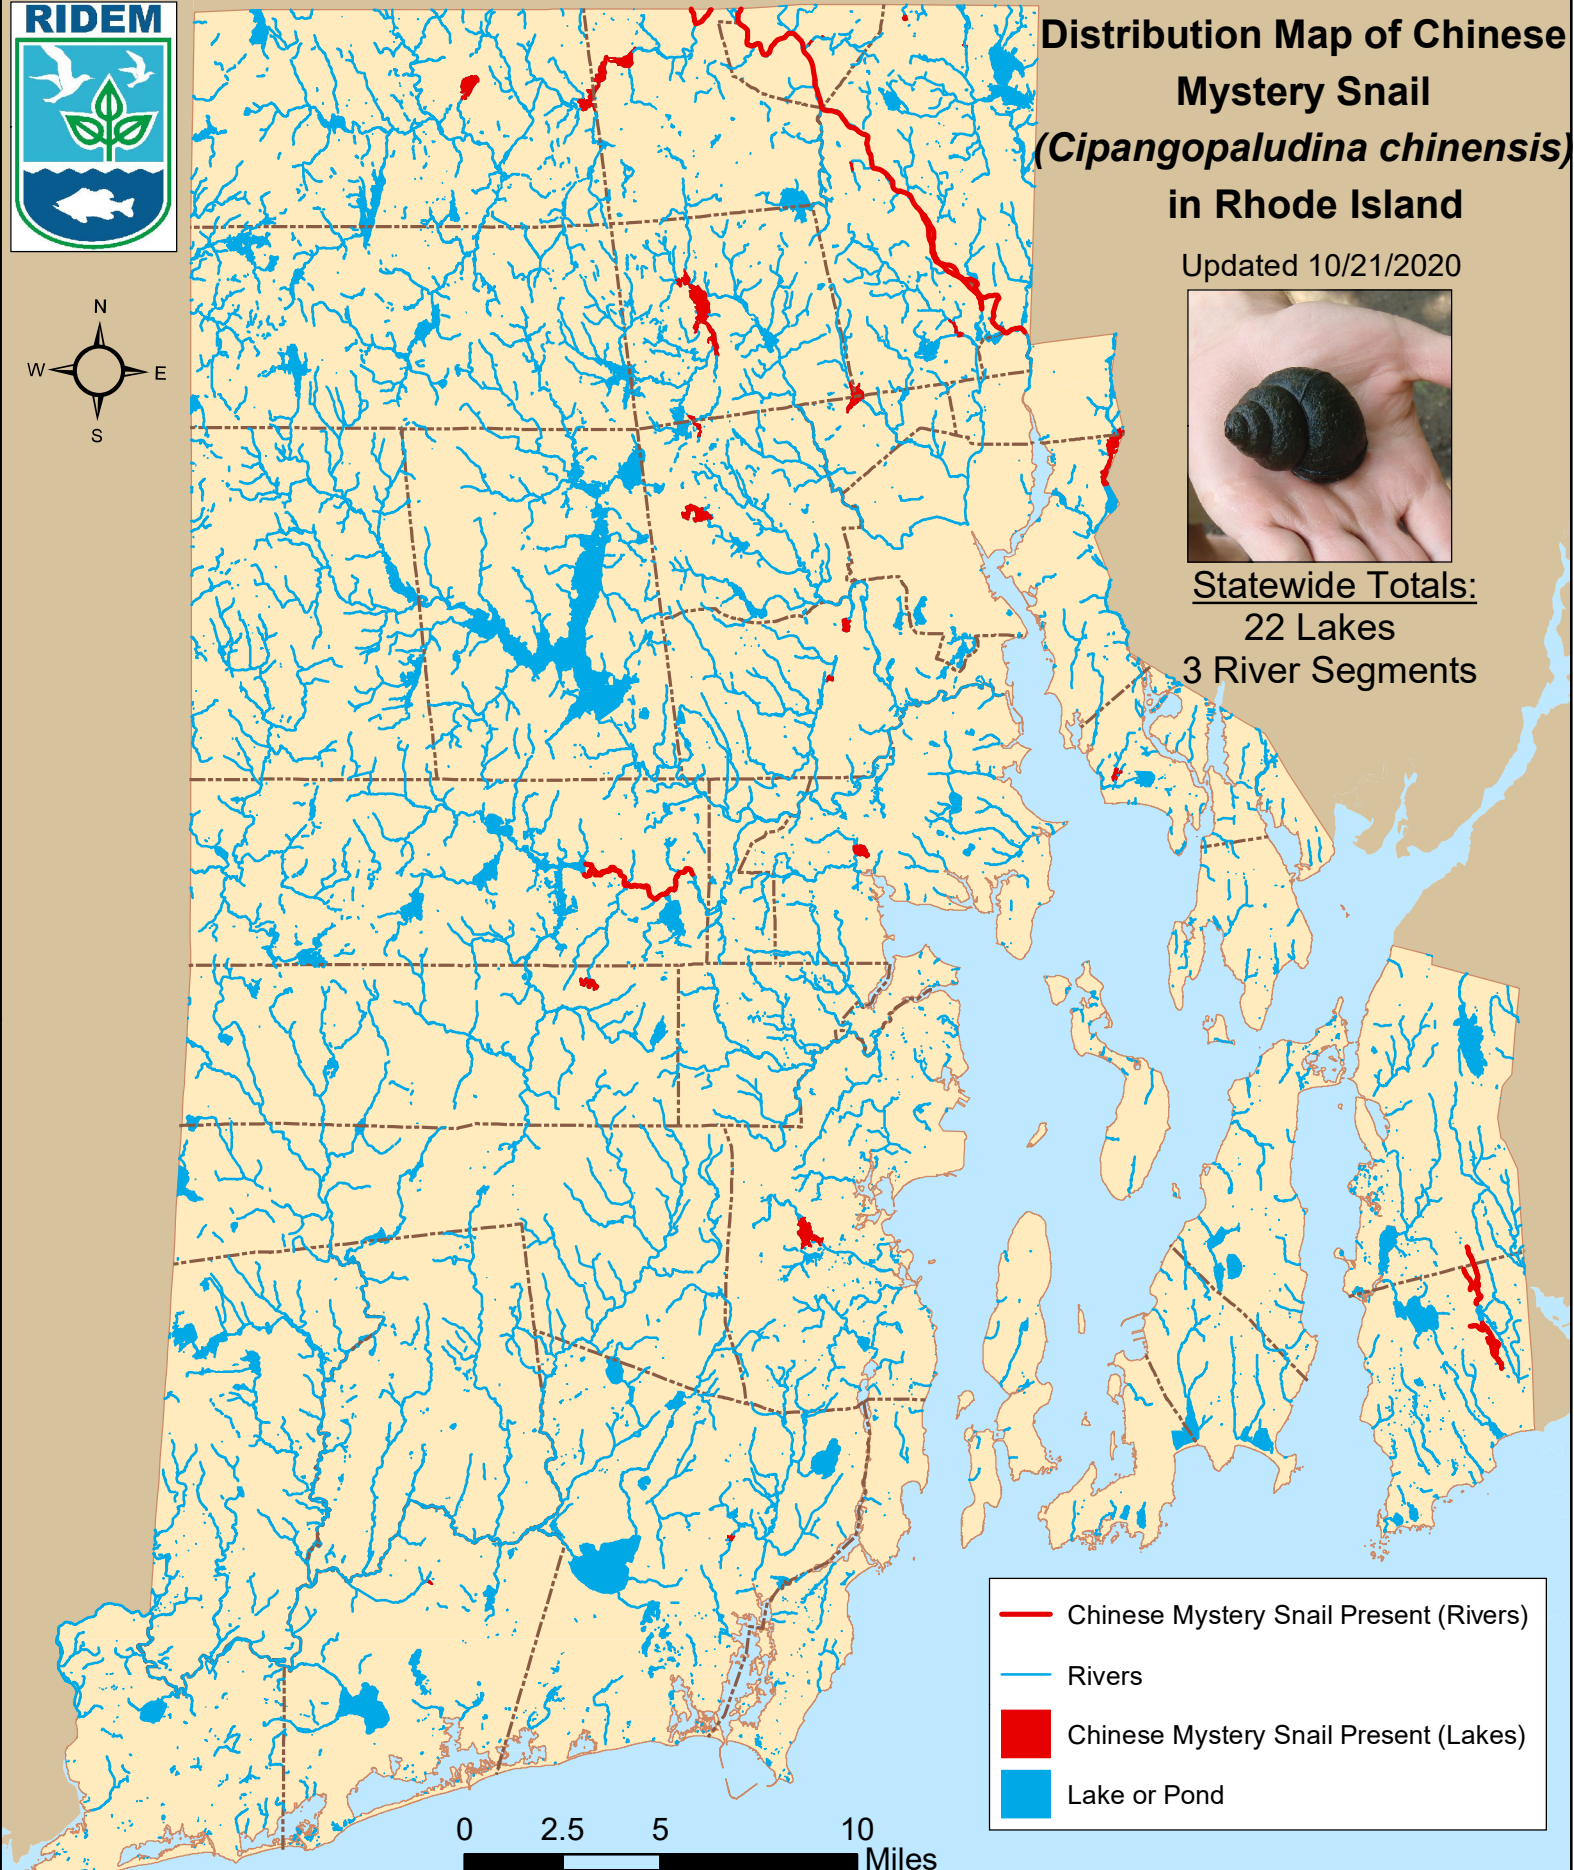 RIDEM
Distribution Map of Chinese
Mystery Snail
(Cipangopaludina chinensis)
in Rhode Island
Updated 10/21/2020
N
W
E
S
Statewide Totals:
22 Lakes
3 River Segments
Chinese Mystery Snail Present (Rivers)
Rivers
Chinese Mystery Snail Present (Lakes)
Lake or Pond
0 2.5 5 10
Miles